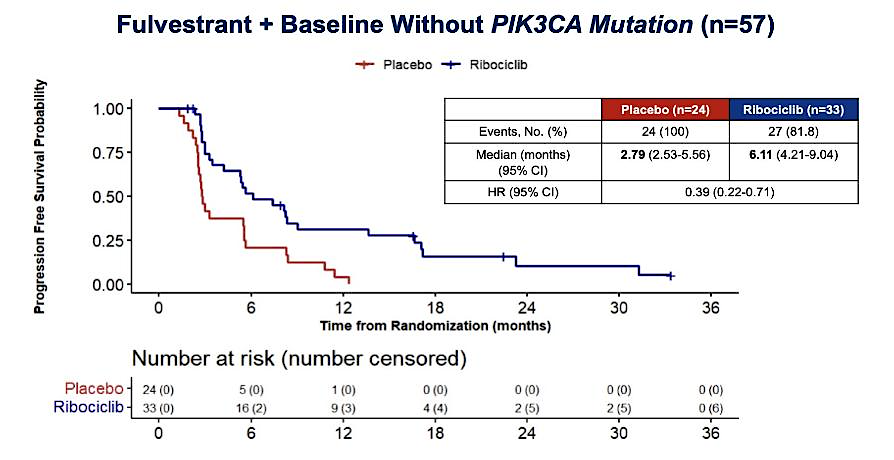 Fulvestrant + Baseline Without PIK3CA Mutation (n=57)
Placebo Ribociclib
Progression Free Survival Probability
1.00
0.75
0.50
0.25
0.00
Placebo (n=24) Ribociclib (n=33)
Events, No. (%) 24 (100) 27 (81.8)
Median (months) 2.79 (2.53-5.56) 6.11 (4.21-9.04)
(95% CI)
HR (95% CI) 0.39 (0.22-0.71)
0 6 12 18 24 30 36
Time from Randomization (months)
Number at risk (number censored)
Placebo 24 (0) 5 (0) 1 (0) 0 (0) 0 (0) 0 (0) 0 (0)
Ribociclib 33 (0) 16 (2) 9 (3) 4 (4) 2 (5) 2 (5) 0 (6)
0 6 12 18 24 30 36